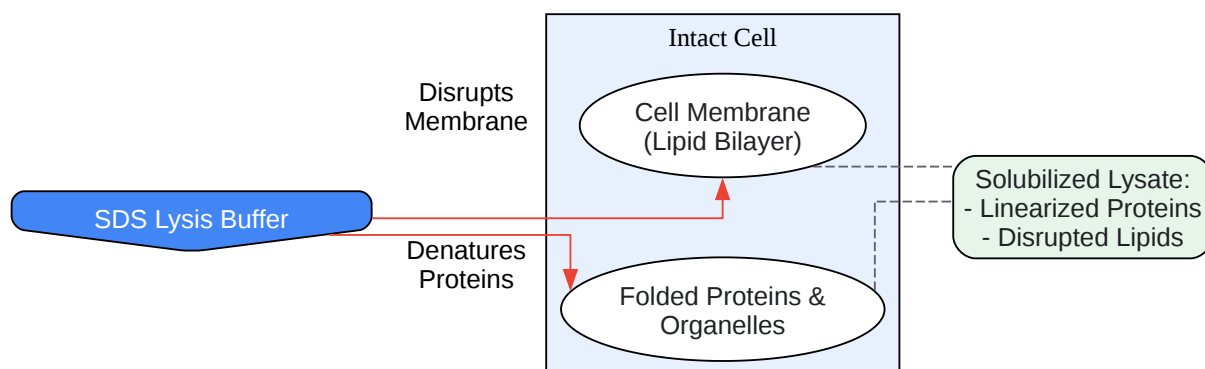 Intact Cell
Disrupts
Membrane
Cell Membrane
(Lipid Bilayer)
SDS Lysis Buffer
Solubilized Lysate:
- Linearized Proteins
- Disrupted Lipids
Denatures
Proteins
Folded Proteins &
Organelles